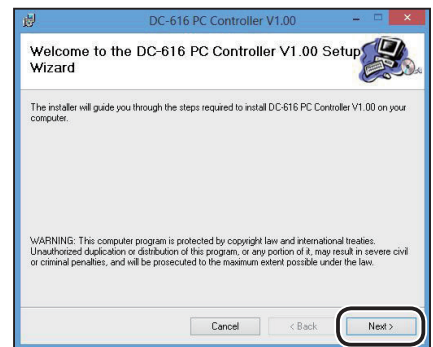 DC-616 PC Controller V1.00
Welcome to the DC-616 PC Controller V1.00 Setup
Wizard
The installer will guide you through the steps required to install DC-616 PC Controller V1.00 on your
computer.
WARNING: This computer program is protected by copyright law and international treaties.
Unauthorized duplication or distribution of this program, or any portion of it, may result in severe civil
or criminal penalties, and will be prosecuted to the maximum extent possible under the law.
Cancel
< Back
Next >